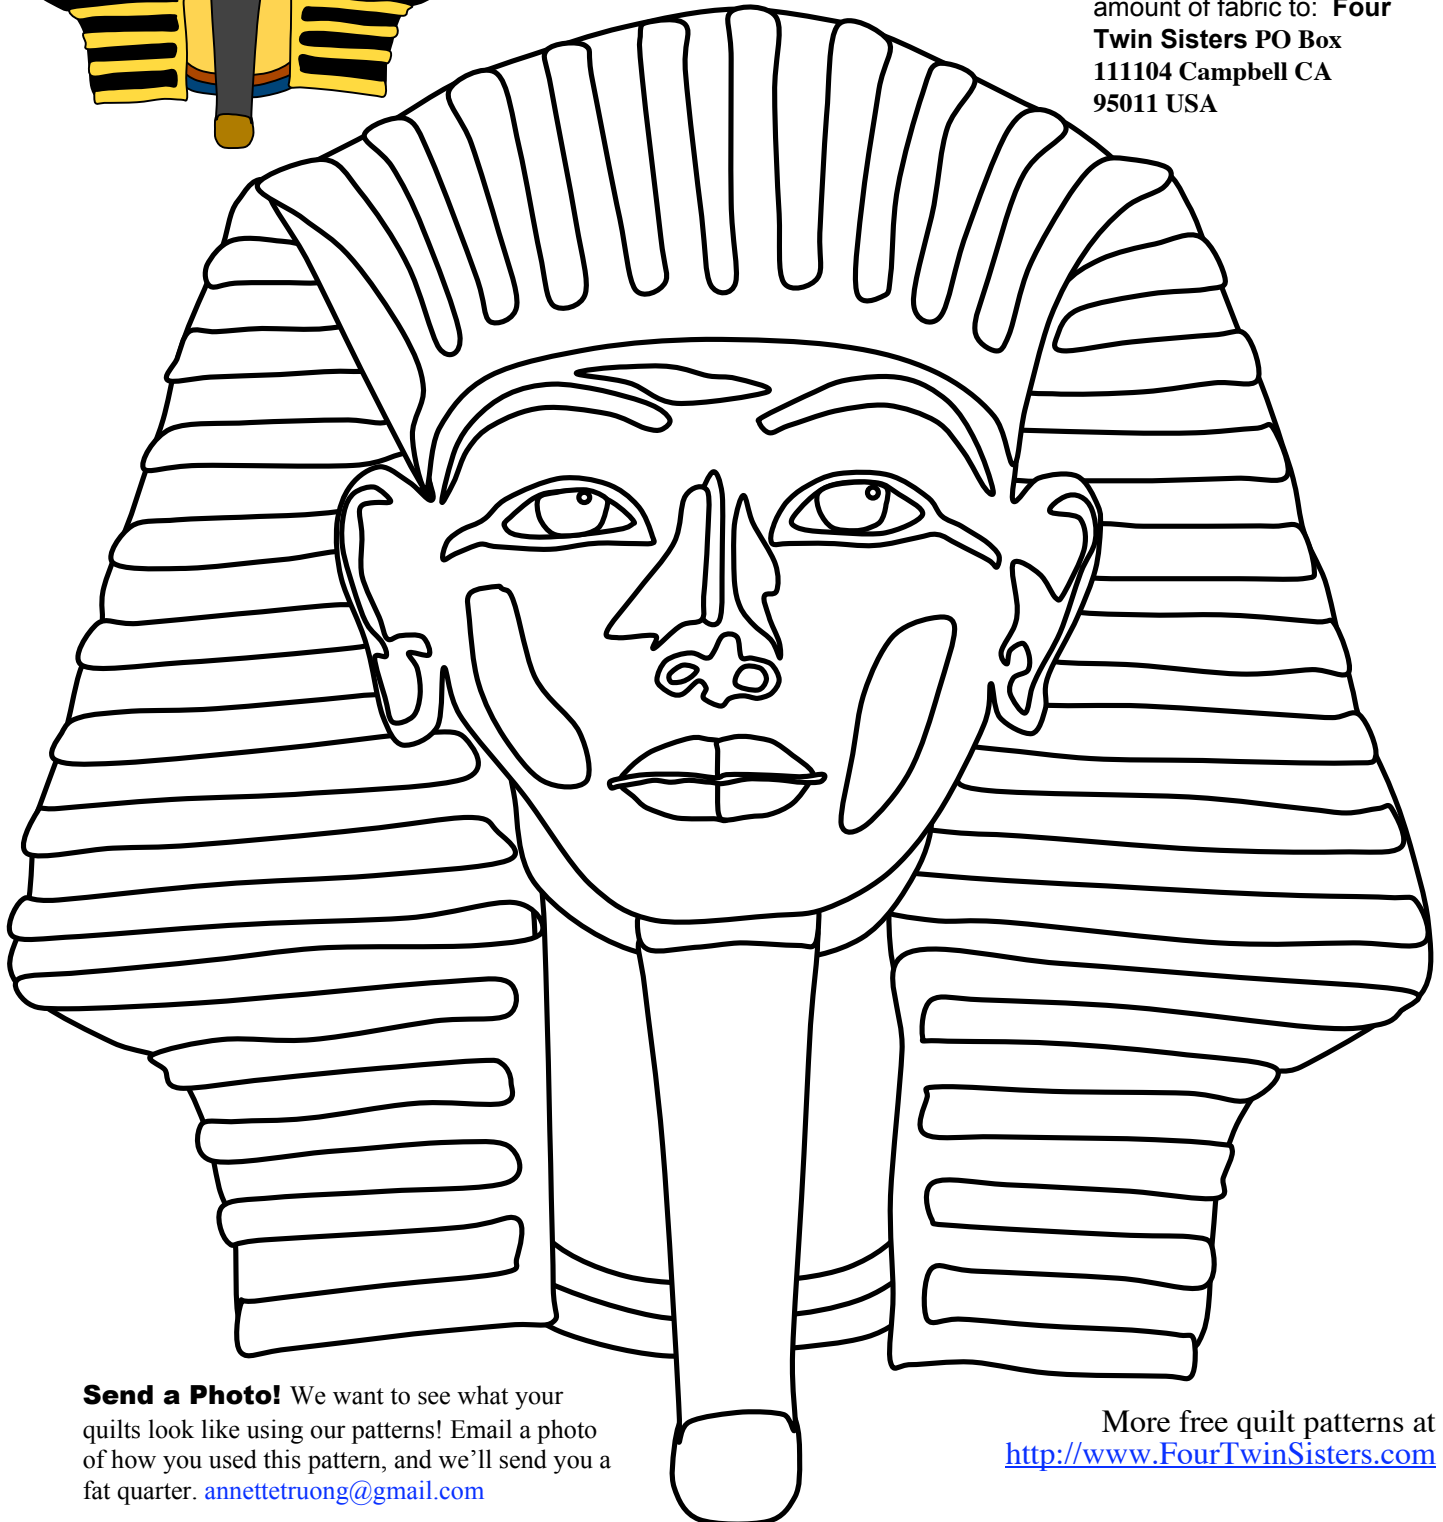 amount of fabric to: Four
Twin Sisters PO Box
111104 Campbell CA
95011 USA
Send a Photo! We want to see what your
quilts look like using our patterns! Email a photo
of how you used this pattern, and we’ll send you a
fat quarter. annettetruong@gmail.com
More free quilt patterns at
http://www.FourTwinSisters.com